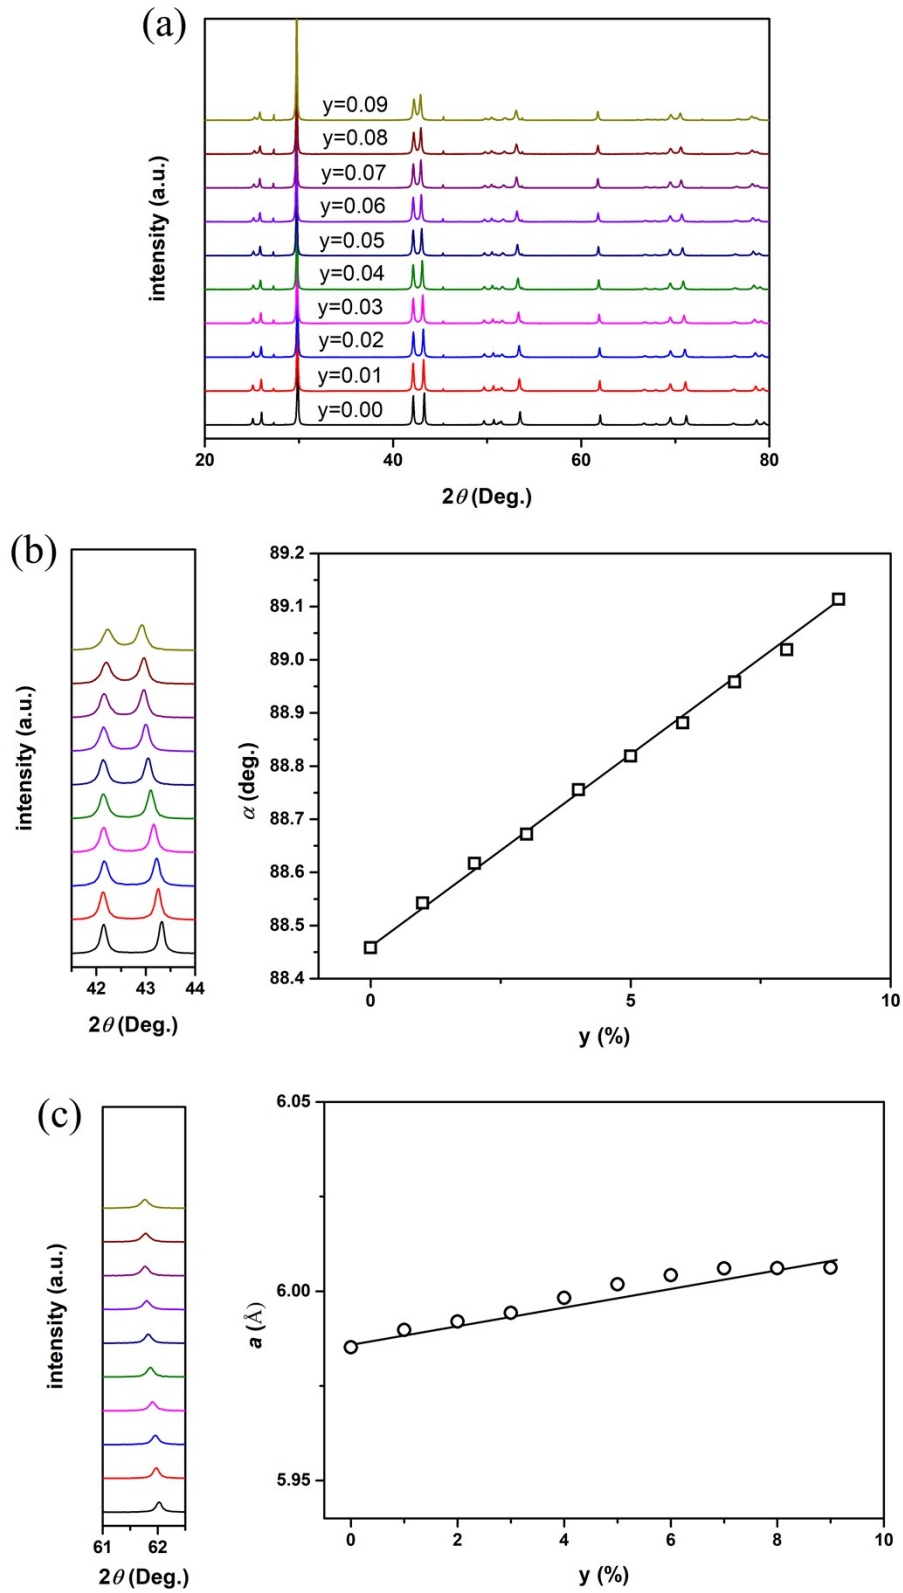 (a)
intensity (a.u.)
y=0.09
y=0.08
y=0.07
y=0.06
y=0.05
y=0.04
y=0.03
y=0.02
y=0.01
y=0.00
20 40 60 80
2θ (Deg.)
(b)
intensity (a.u.)
42 43 44
2θ (Deg.)
α (deg.)
89.2
89.1
89.0
88.9
88.8
88.7
88.6
88.5
88.4
0 5 10
y (%)
(c)
intensity (a.u.)
61 62
2θ (Deg.)
a (Å)
6.05
6.00
5.95
0 2 4 6 8 10
y (%)